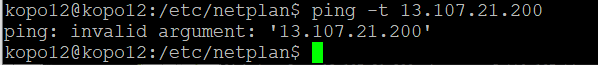 kopo12@kopo12:/etc/netplan$ ping -t 13.107.21.200
ping: invalid argument: '13.107.21.200'
kopo12@kopo12:/etc/netplan$